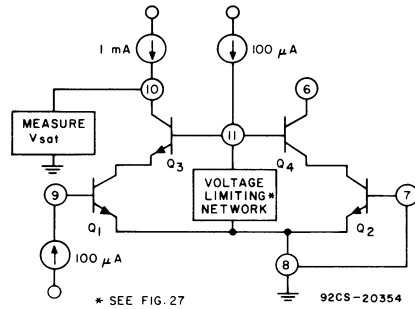 1 mA
100 µA
10
6
MEASURE
Vsat
Q3
11
Q4
9
VOLTAGE
LIMITING*
NETWORK
7
Q1
Q2
100 µA
8
* SEE FIG. 27
92CS-20354